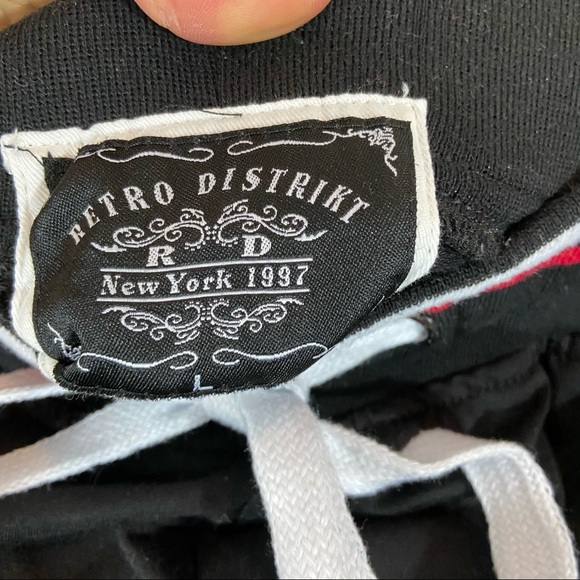 RETRO DISTRIKT
R D
New York 1997
L